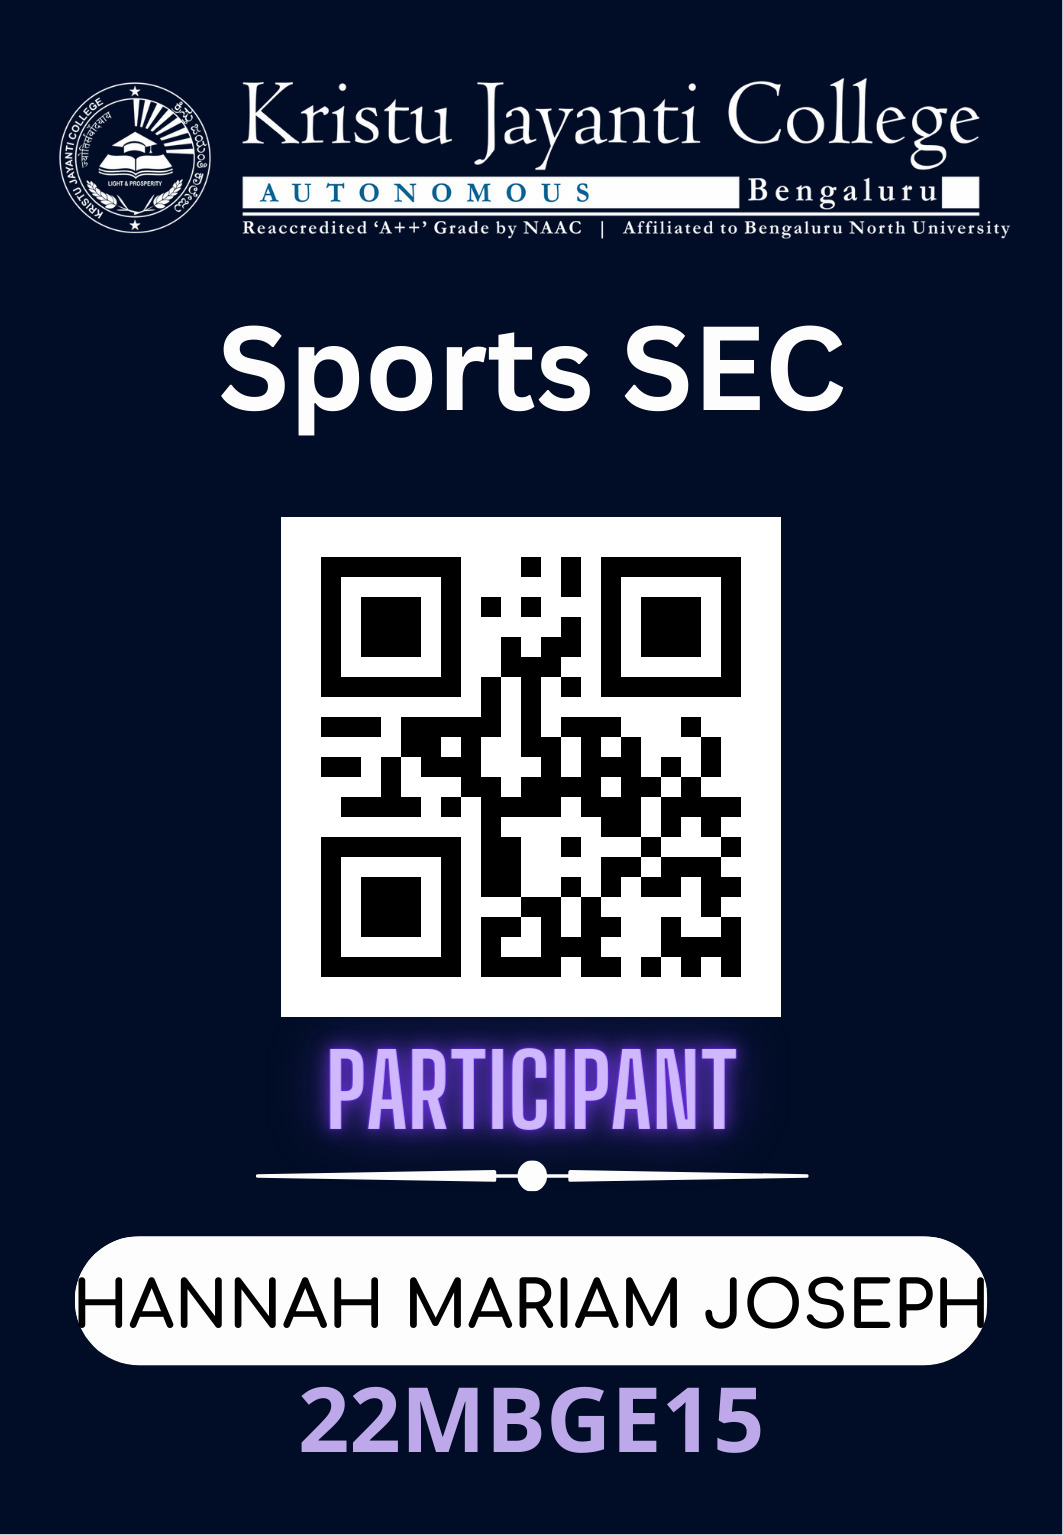 Kristu Jayanti College
AUTONOMOUS Bengaluru
Reaccredited ‘A++’ Grade by NAAC | Affiliated to Bengaluru North University
KRISTU JAYANTI COLLEGE
LIGHT & PROSPERITY
Sports SEC
PARTICIPANT
HANNAH MARIAM JOSEPH
22MBGE15